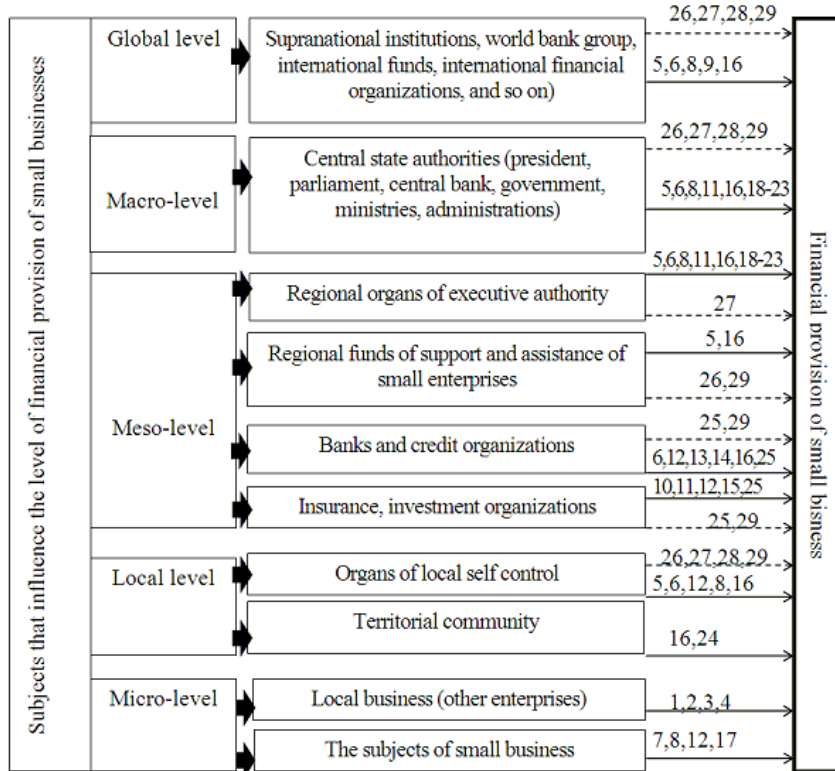 Subjects that influence the level of financial provision of small businesses
Global level
Supranational institutions, world bank group,
international funds, international financial
organizations, and so on)
26,27,28,29
5,6,8,9,16
Macro-level
Central state authorities (president,
parliament, central bank, government,
ministries, administrations)
26,27,28,29
5,6,8,11,16,18-23
Meso-level
Regional organs of executive authority
5,6,8,11,16,18-23
27
Regional funds of support and assistance of
small enterprises
5,16
26,29
Banks and credit organizations
25,29
6,12,13,14,16,25
Insurance, investment organizations
10,11,12,15,25
25,29
Local level
Organs of local self control
26,27,28,29
5,6,12,8,16
Territorial community
16,24
Micro-level
Local business (other enterprises)
1,2,3,4
The subjects of small business
7,8,12,17
Financial provision of small bisness